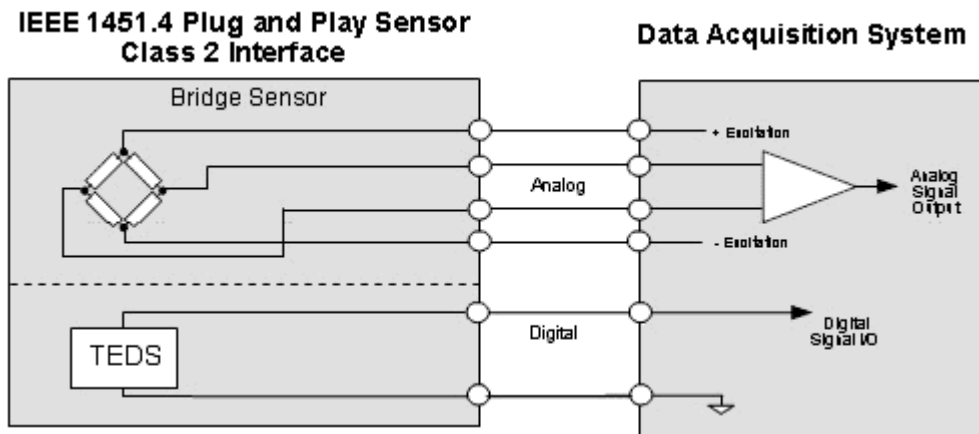 IEEE 1451.4 Plug and Play Sensor
Class 2 Interface
Data Acquisition System
Bridge Sensor
+ Excitation
Analog
Analog
Signal
Output
- Excitation
TEDS
Digital
Digital
Signal I/O